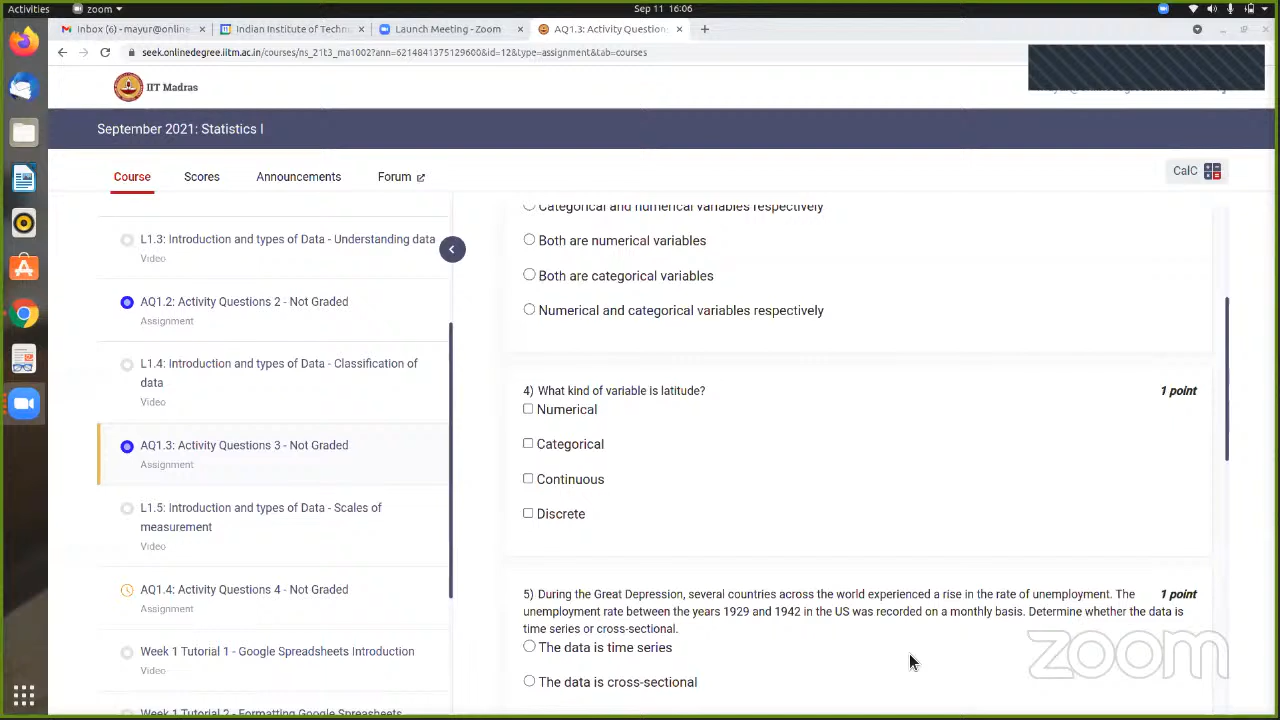 Activities
zoom
Sep 11 16:06
Inbox (6) - mayur@online
Indian Institute of Techn
Launch Meeting - Zoom
AQ1.3: Activity Question
seek.onlinedegree.iitm.ac.in/courses/ns_21t3_ma1002?ann=6214841375129600&id=12&type=assignment&tab=courses
IIT Madras
September 2021: Statistics I
Course
Scores
Announcements
Forum
CalC
L1.3: Introduction and types of Data - Understanding data
Video
AQ1.2: Activity Questions 2 - Not Graded
Assignment
L1.4: Introduction and types of Data - Classification of
data
Video
AQ1.3: Activity Questions 3 - Not Graded
Assignment
L1.5: Introduction and types of Data - Scales of
measurement
Video
AQ1.4: Activity Questions 4 - Not Graded
Assignment
Week 1 Tutorial 1 - Google Spreadsheets Introduction
Video
Week 1 Tutorial 2 - Formatting Google Spreadsheets
Categorical and numerical variables respectively
Both are numerical variables
Both are categorical variables
Numerical and categorical variables respectively
4) What kind of variable is latitude?
1 point
Numerical
Categorical
Continuous
Discrete
5) During the Great Depression, several countries across the world experienced a rise in the rate of unemployment. The
1 point
unemployment rate between the years 1929 and 1942 in the US was recorded on a monthly basis. Determine whether the data is
time series or cross-sectional.
The data is time series
The data is cross-sectional
zoom